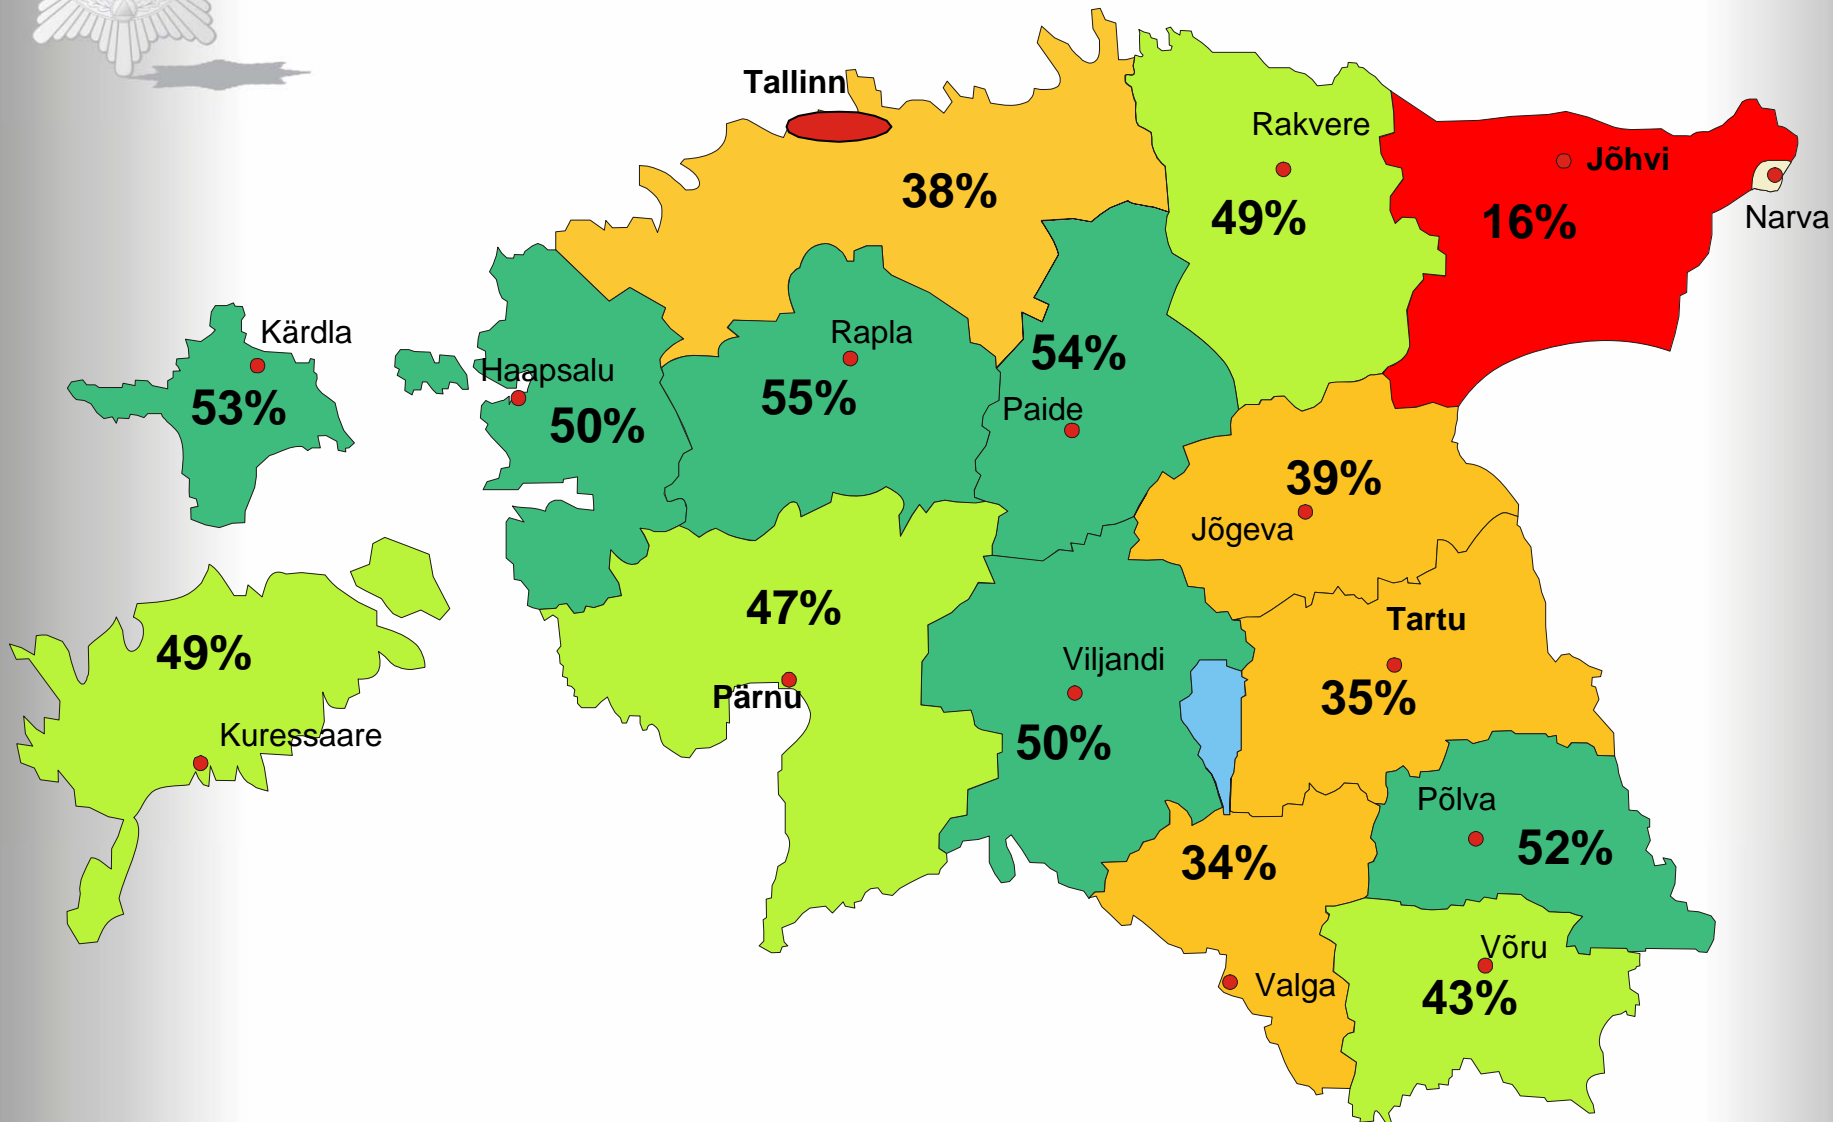 Tallinn
Rakvere
Jõhvi
38%
49%
16%
Narva
Kärdla
Rapla
54%
Haapsalu
53%
55%
50%
Paide
39%
Jõgeva
47%
Tartu
49%
Viljandi
Pärnu
35%
Kuressaare
50%
Põlva
52%
34%
Võru
Valga
43%